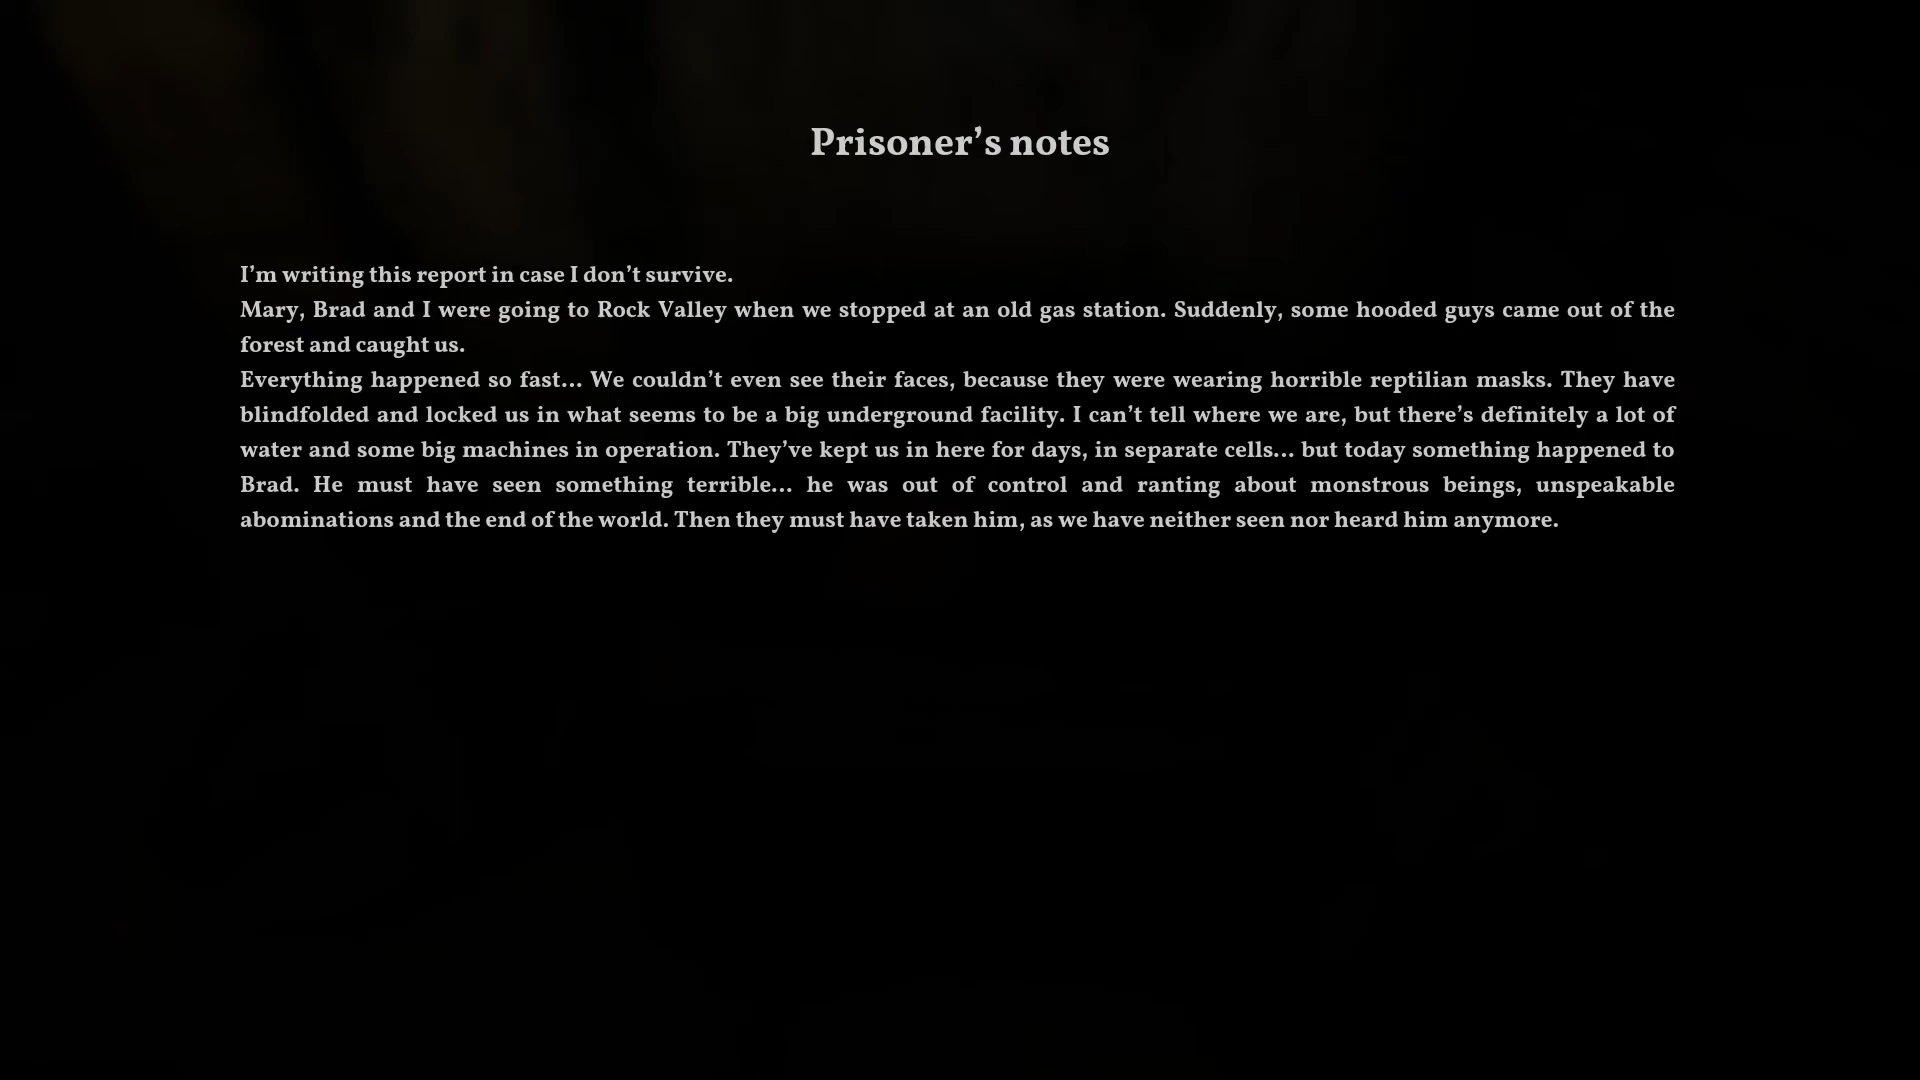 Prisoner’s notes
I’m writing this report in case I don’t survive.
Mary, Brad and I were going to Rock Valley when we stopped at an old gas station. Suddenly, some hooded guys came out of the
forest and caught us.
Everything happened so fast... We couldn’t even see their faces, because they were wearing horrible reptilian masks. They have
blindfolded and locked us in what seems to be a big underground facility. I can’t tell where we are, but there’s definitely a lot of
water and some big machines in operation. They’ve kept us in here for days, in separate cells... but today something happened to
Brad. He must have seen something terrible... he was out of control and ranting about monstrous beings, unspeakable
abominations and the end of the world. Then they must have taken him, as we have neither seen nor heard him anymore.